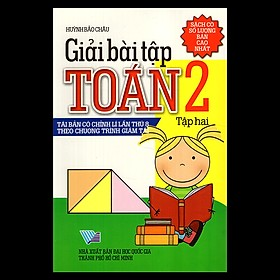 HUỲNH BẢO CHÂU
SÁCH CÓ
SỐ LƯỢNG
BÁN
CAO
NHẤT
Giải bài tập
TOÁN 2
Tập hai
TÁI BẢN CÓ CHỈNH LÍ LẦN THỨ 8
THEO CHƯƠNG TRÌNH GIẢM TẢI
NHÀ XUẤT BẢN ĐẠI HỌC QUỐC GIA
THÀNH PHỐ HỒ CHÍ MINH